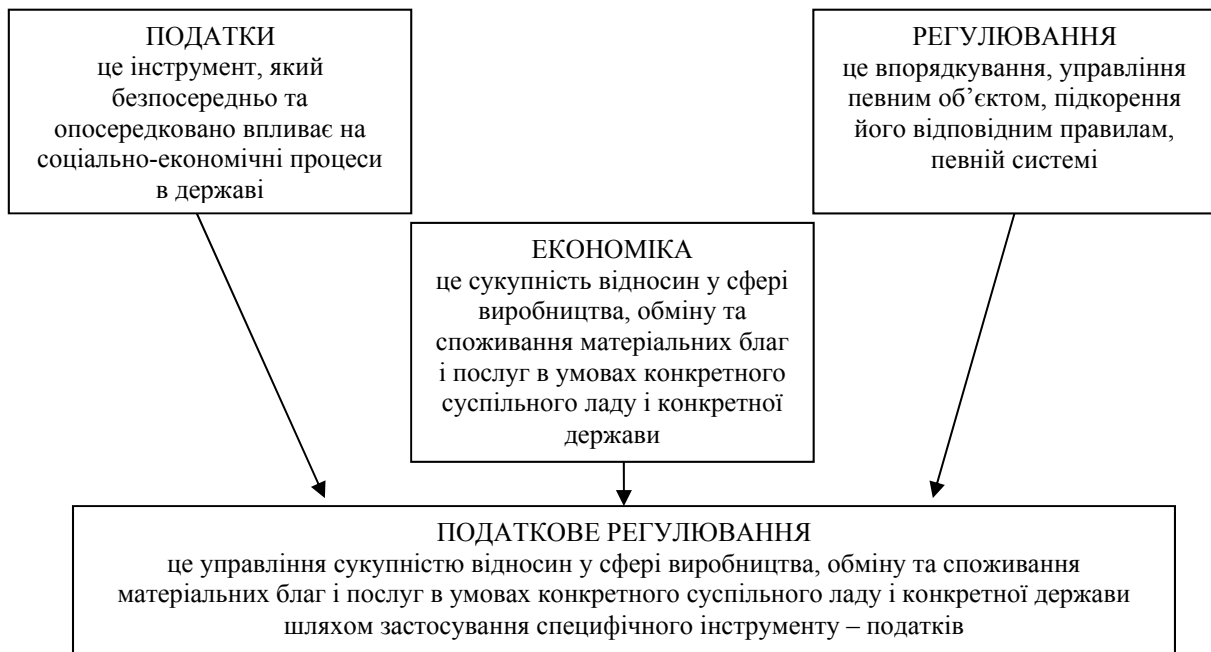 ПОДАТКИ
це інструмент, який
безпосередньо та
опосередковано впливає на
соціально-економічні процеси
в державі
РЕГУЛЮВАННЯ
це впорядкування, управління
певним об’єктом, підкорення
його відповідним правилам,
певній системі
ЕКОНОМІКА
це сукупність відносин у сфері
виробництва, обміну та
споживання матеріальних благ
і послуг в умовах конкретного
суспільного ладу і конкретної
держави
ПОДАТКОВЕ РЕГУЛЮВАННЯ
це управління сукупністю відносин у сфері виробництва, обміну та споживання
матеріальних благ і послуг в умовах конкретного суспільного ладу і конкретної держави
шляхом застосування специфічного інструменту – податків